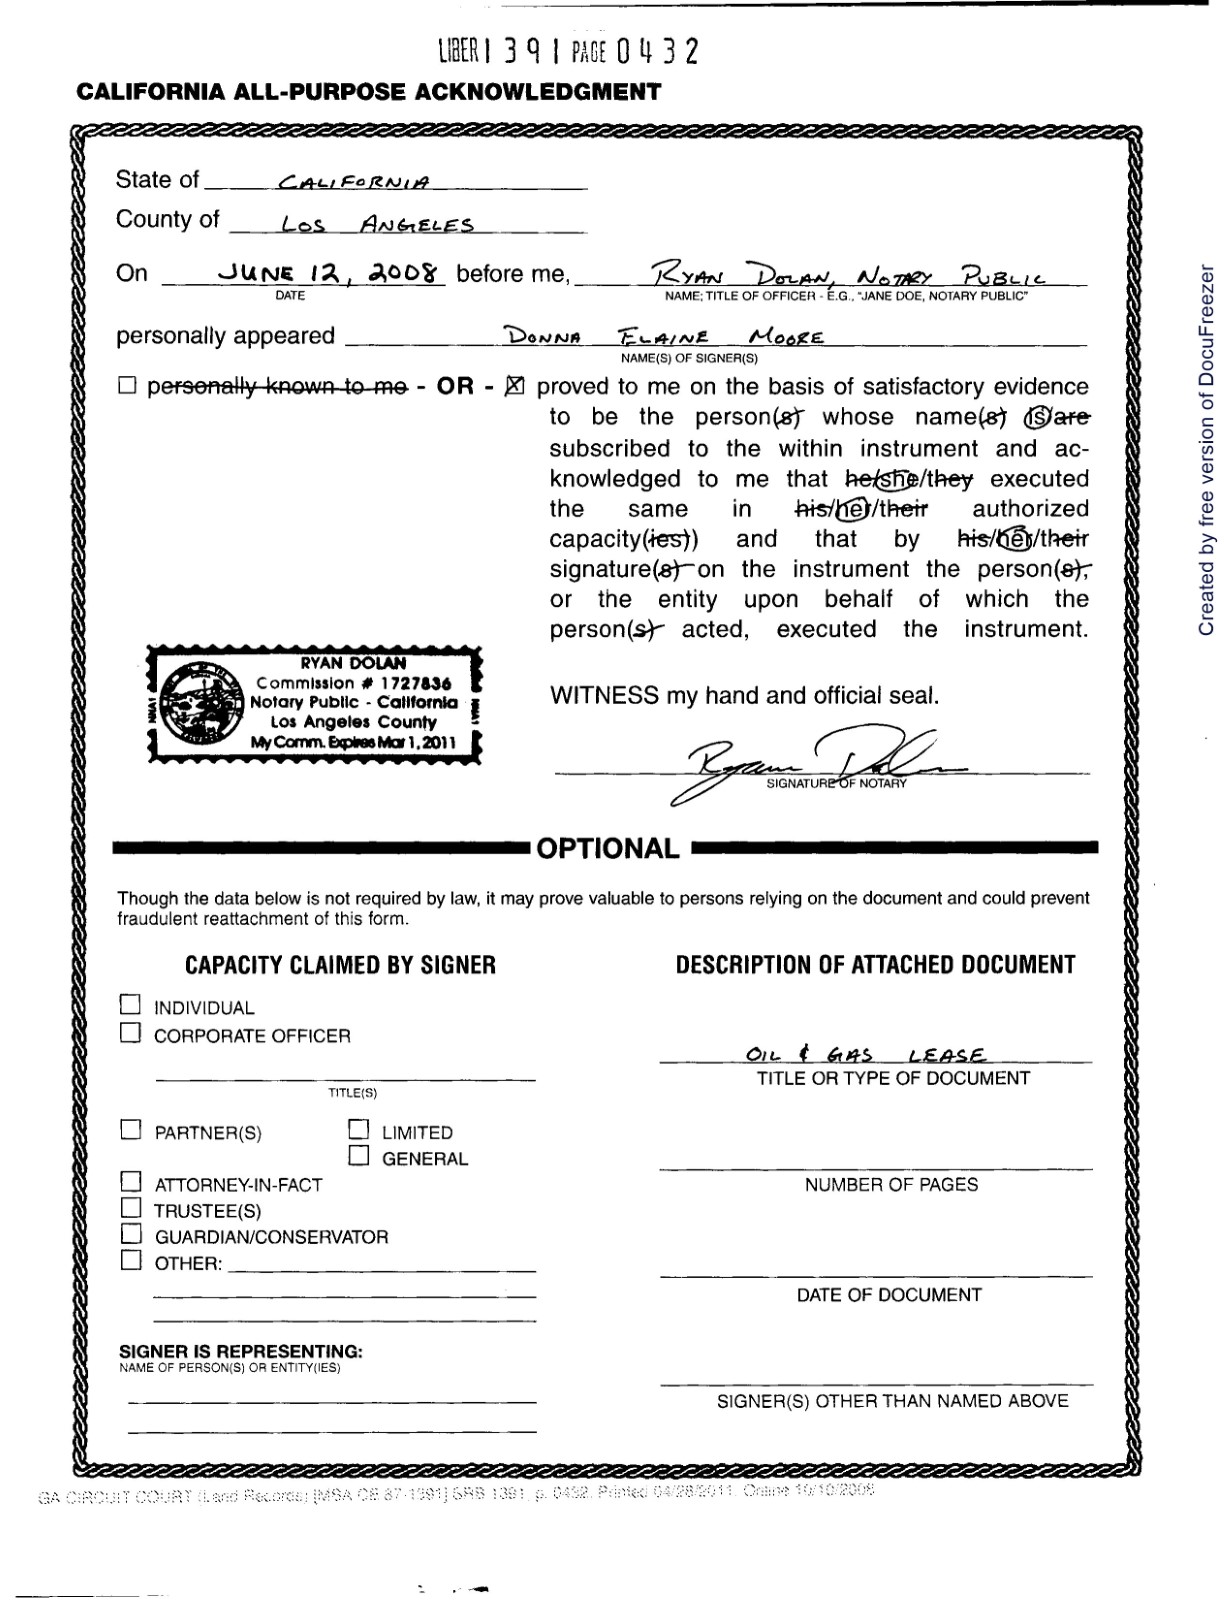 LIBER 1 3 9 1 PAGE 0 4 3 2
CALIFORNIA ALL-PURPOSE ACKNOWLEDGMENT
State of CALIFORNIA
County of LOS ANGELES
On JUNE 12, 2008 before me, RYAN DOLAN, NOTARY PUBLIC
DATE NAME; TITLE OF OFFICER - E.G., "JANE DOE, NOTARY PUBLIC"
personally appeared DONNA ELAINE MOORE
NAME(S) OF SIGNER(S)
☐ personally known to me - OR - ☒ proved to me on the basis of satisfactory evidence
to be the person(s) whose name(s) is/are
subscribed to the within instrument and ac-
knowledged to me that he/she/they executed
the same in his/her/their authorized
capacity(ies) and that by his/her/their
signature(s) on the instrument the person(s),
or the entity upon behalf of which the
person(s) acted, executed the instrument.
RYAN DOLAN
Commission # 1727836
Notary Public - California
Los Angeles County
My Comm. Expires Mar 1, 2011
WITNESS my hand and official seal.
Ryan Dolan
SIGNATURE OF NOTARY
OPTIONAL
Though the data below is not required by law, it may prove valuable to persons relying on the document and could prevent
fraudulent reattachment of this form.
CAPACITY CLAIMED BY SIGNER
☐ INDIVIDUAL
☐ CORPORATE OFFICER
TITLE(S)
☐ PARTNER(S) ☐ LIMITED
☐ GENERAL
☐ ATTORNEY-IN-FACT
☐ TRUSTEE(S)
☐ GUARDIAN/CONSERVATOR
☐ OTHER:
SIGNER IS REPRESENTING:
NAME OF PERSON(S) OR ENTITY(IES)
DESCRIPTION OF ATTACHED DOCUMENT
OIL & GAS LEASE
TITLE OR TYPE OF DOCUMENT
NUMBER OF PAGES
DATE OF DOCUMENT
SIGNER(S) OTHER THAN NAMED ABOVE
GA CIRCUIT COURT (Land Records) [MSA CE 87-1391] SRB 1391, p. 0432. Printed 04/28/2011. Online 10/10/2008
Created by free version of DocuFreezer